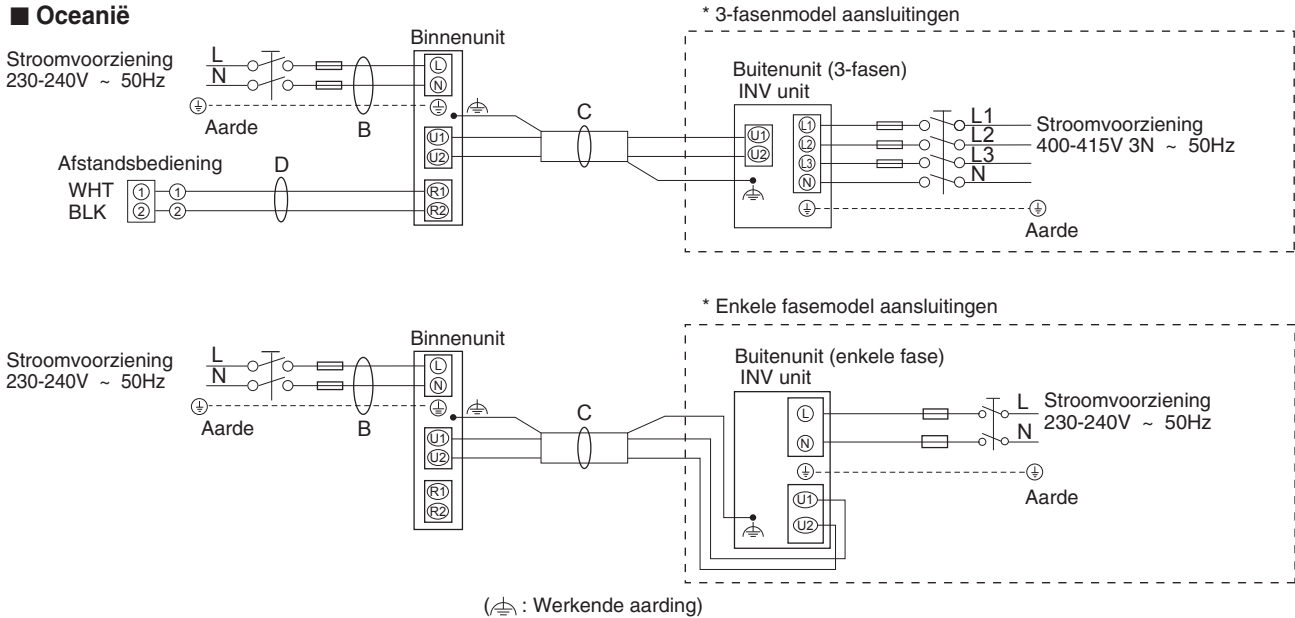 ■ Oceanië
* 3-fasenmodel aansluitingen
Stroomvoorziening
230-240V ~ 50Hz
L
N
Aarde
B
Binnenunit
L
N
U1
U2
R1
R2
C
Afstandsbediening
WHT
BLK
1
2
1
2
D
Buitenunit (3-fasen)
INV unit
U1
U2
L1
L2
L3
N
L1
L2
L3
N
Stroomvoorziening
400-415V 3N ~ 50Hz
Aarde
* Enkele fasemodel aansluitingen
Stroomvoorziening
230-240V ~ 50Hz
L
N
Aarde
B
Binnenunit
L
N
U1
U2
R1
R2
C
Buitenunit (enkele fase)
INV unit
L
N
U1
U2
L
N
Stroomvoorziening
230-240V ~ 50Hz
Aarde
( : Werkende aarding)